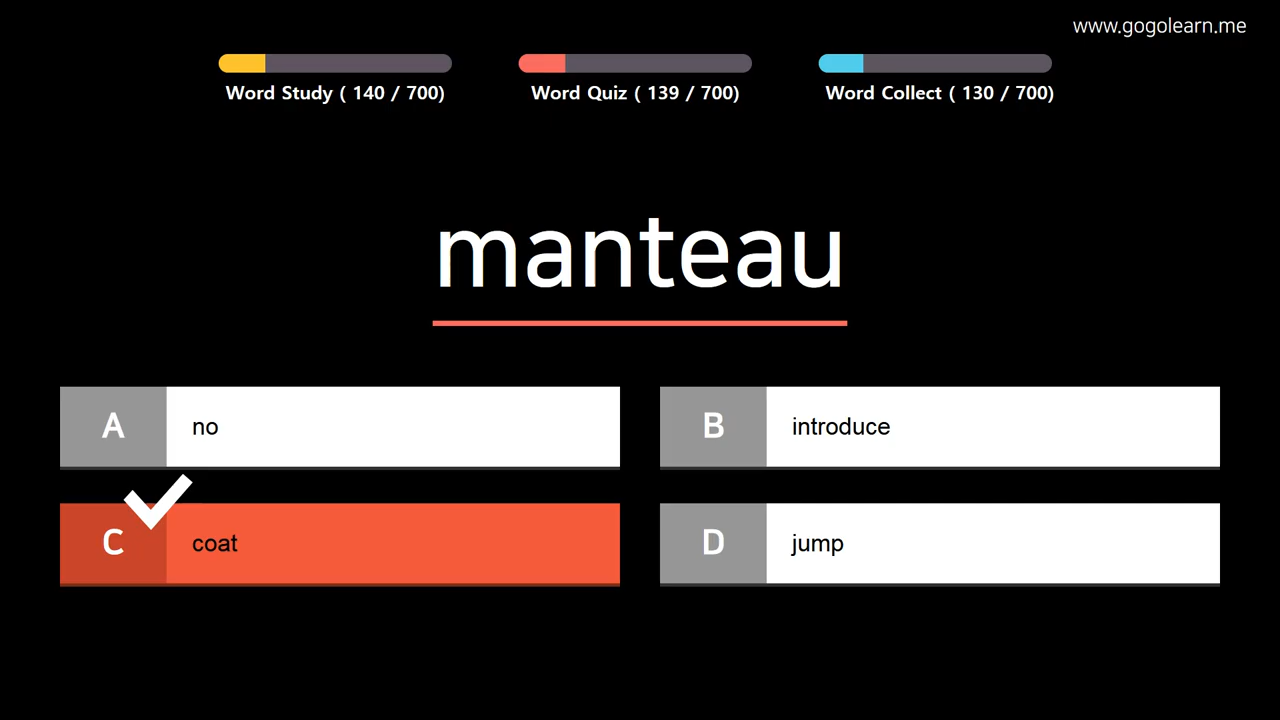 www.gogolearn.me
Word Study ( 140 / 700)
Word Quiz ( 139 / 700)
Word Collect ( 130 / 700)
manteau
A no
B introduce
C coat
D jump